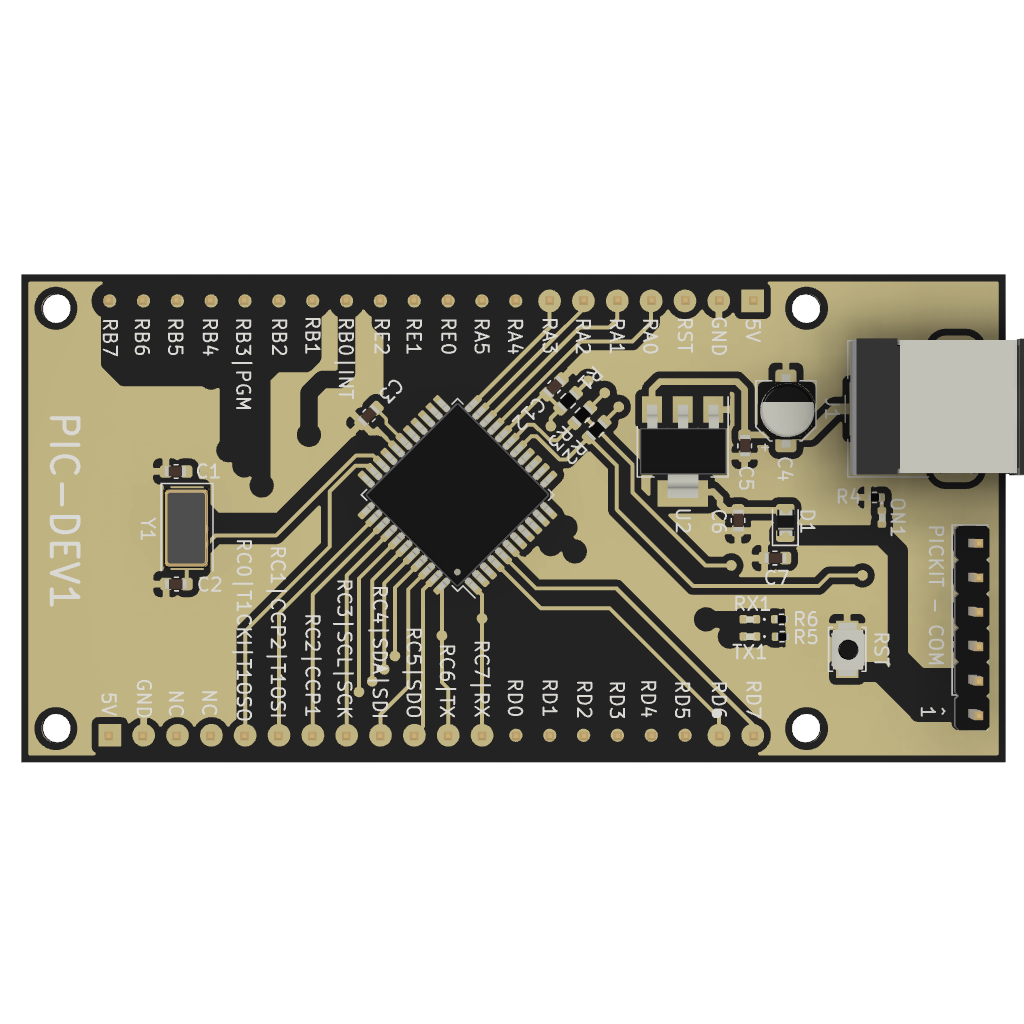 RB7
RB6
RB5
RB4
RB3|PGM
RB2
RB1
RB0|INT
RE2
RE1
RE0
RA5
RA4
RA3
RA2
RA1
RA0
RST
GND
5V
PIC-DEV1
C3
C1
Y1
C2
U2
C5
C4
C6
D1
C7
R4
ON1
PICKIT-COM
RX1
R6
R5
TX1
RST
1
5V
GND
NC
NC
RC0|T1CKI|T1OSO
RC1|CCP2|T1OSI
RC2|CCP1
RC3|SCL|SCK
RC4|SDA|SDI
RC5|SDO
RC6|TX
RC7|RX
RD0
RD1
RD2
RD3
RD4
RD5
RD6
RD7